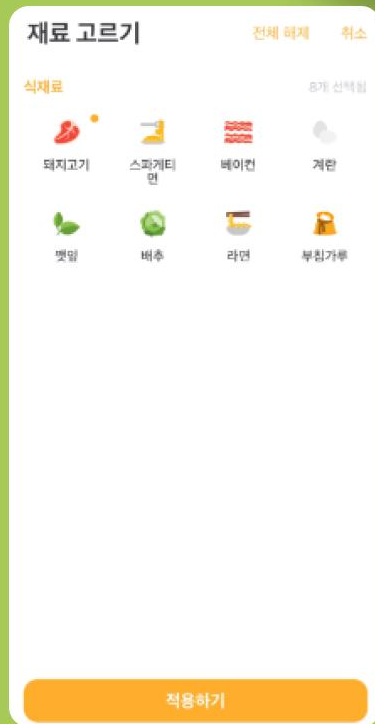 재료 고르기
전체 해제 취소
식재료 8개 선택됨
돼지고기 스파게티면 베이컨 계란
깻잎 배추 라면 부침가루
적용하기